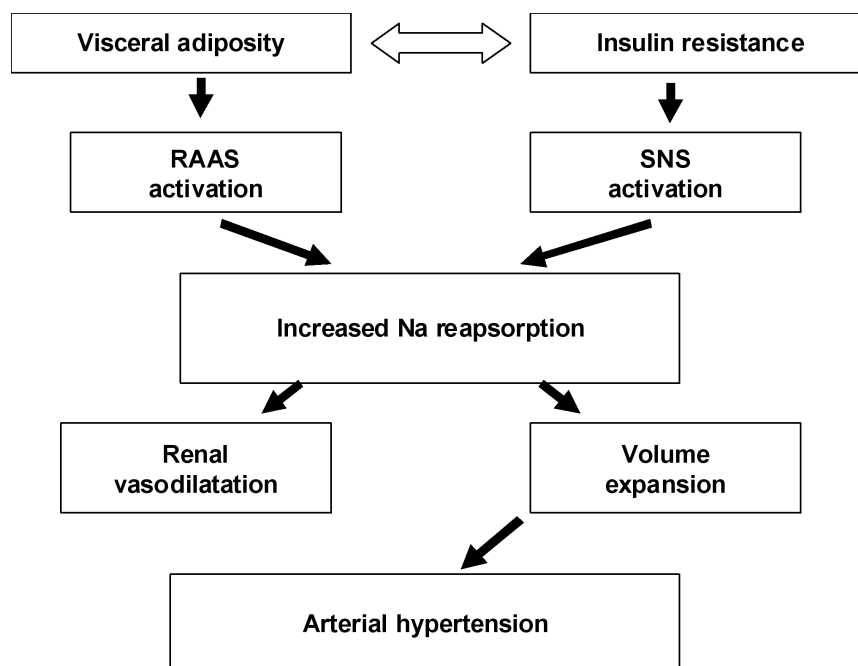 Visceral adiposity
Insulin resistance
RAAS
activation
SNS
activation
Increased Na reapsorption
Renal
vasodilatation
Volume
expansion
Arterial hypertension